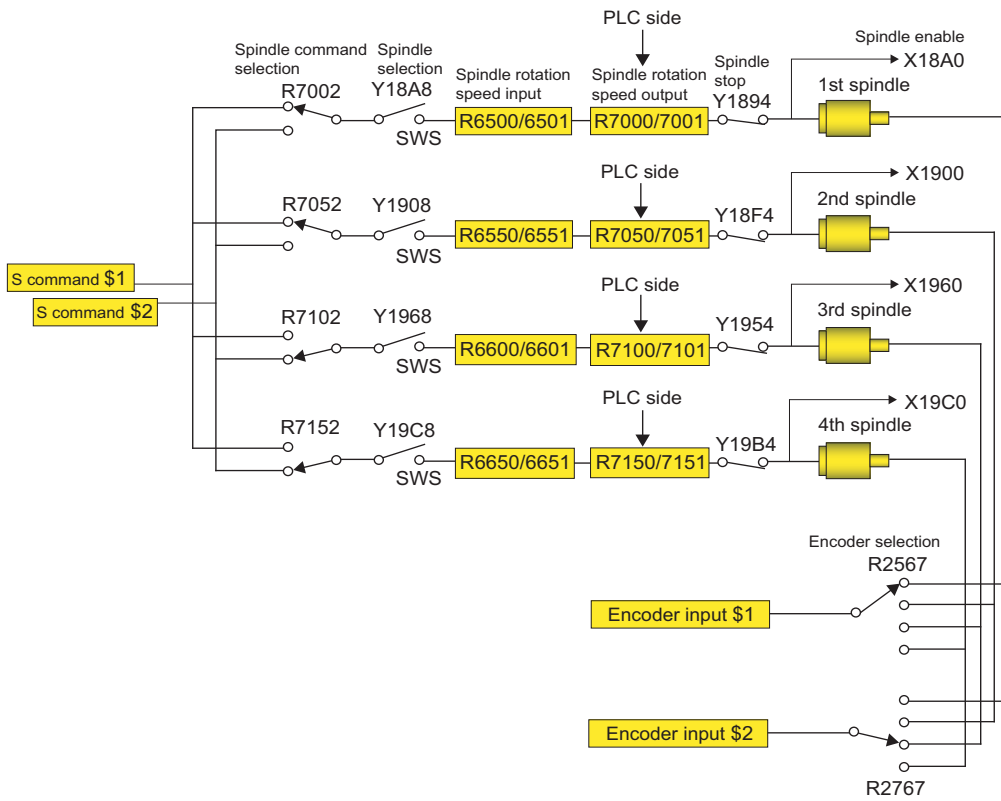 PLC side
Spindle command selection
Spindle selection
Spindle rotation speed input
Spindle rotation speed output
Spindle stop
Spindle enable
X18A0
R7002
Y18A8
SWS
R6500/6501
R7000/7001
Y1894
1st spindle
PLC side
X1900
R7052
Y1908
SWS
R6550/6551
R7050/7051
Y18F4
2nd spindle
S command $1
S command $2
PLC side
X1960
R7102
Y1968
SWS
R6600/6601
R7100/7101
Y1954
3rd spindle
PLC side
X19C0
R7152
Y19C8
SWS
R6650/6651
R7150/7151
Y19B4
4th spindle
Encoder selection
R2567
Encoder input $1
Encoder input $2
R2767